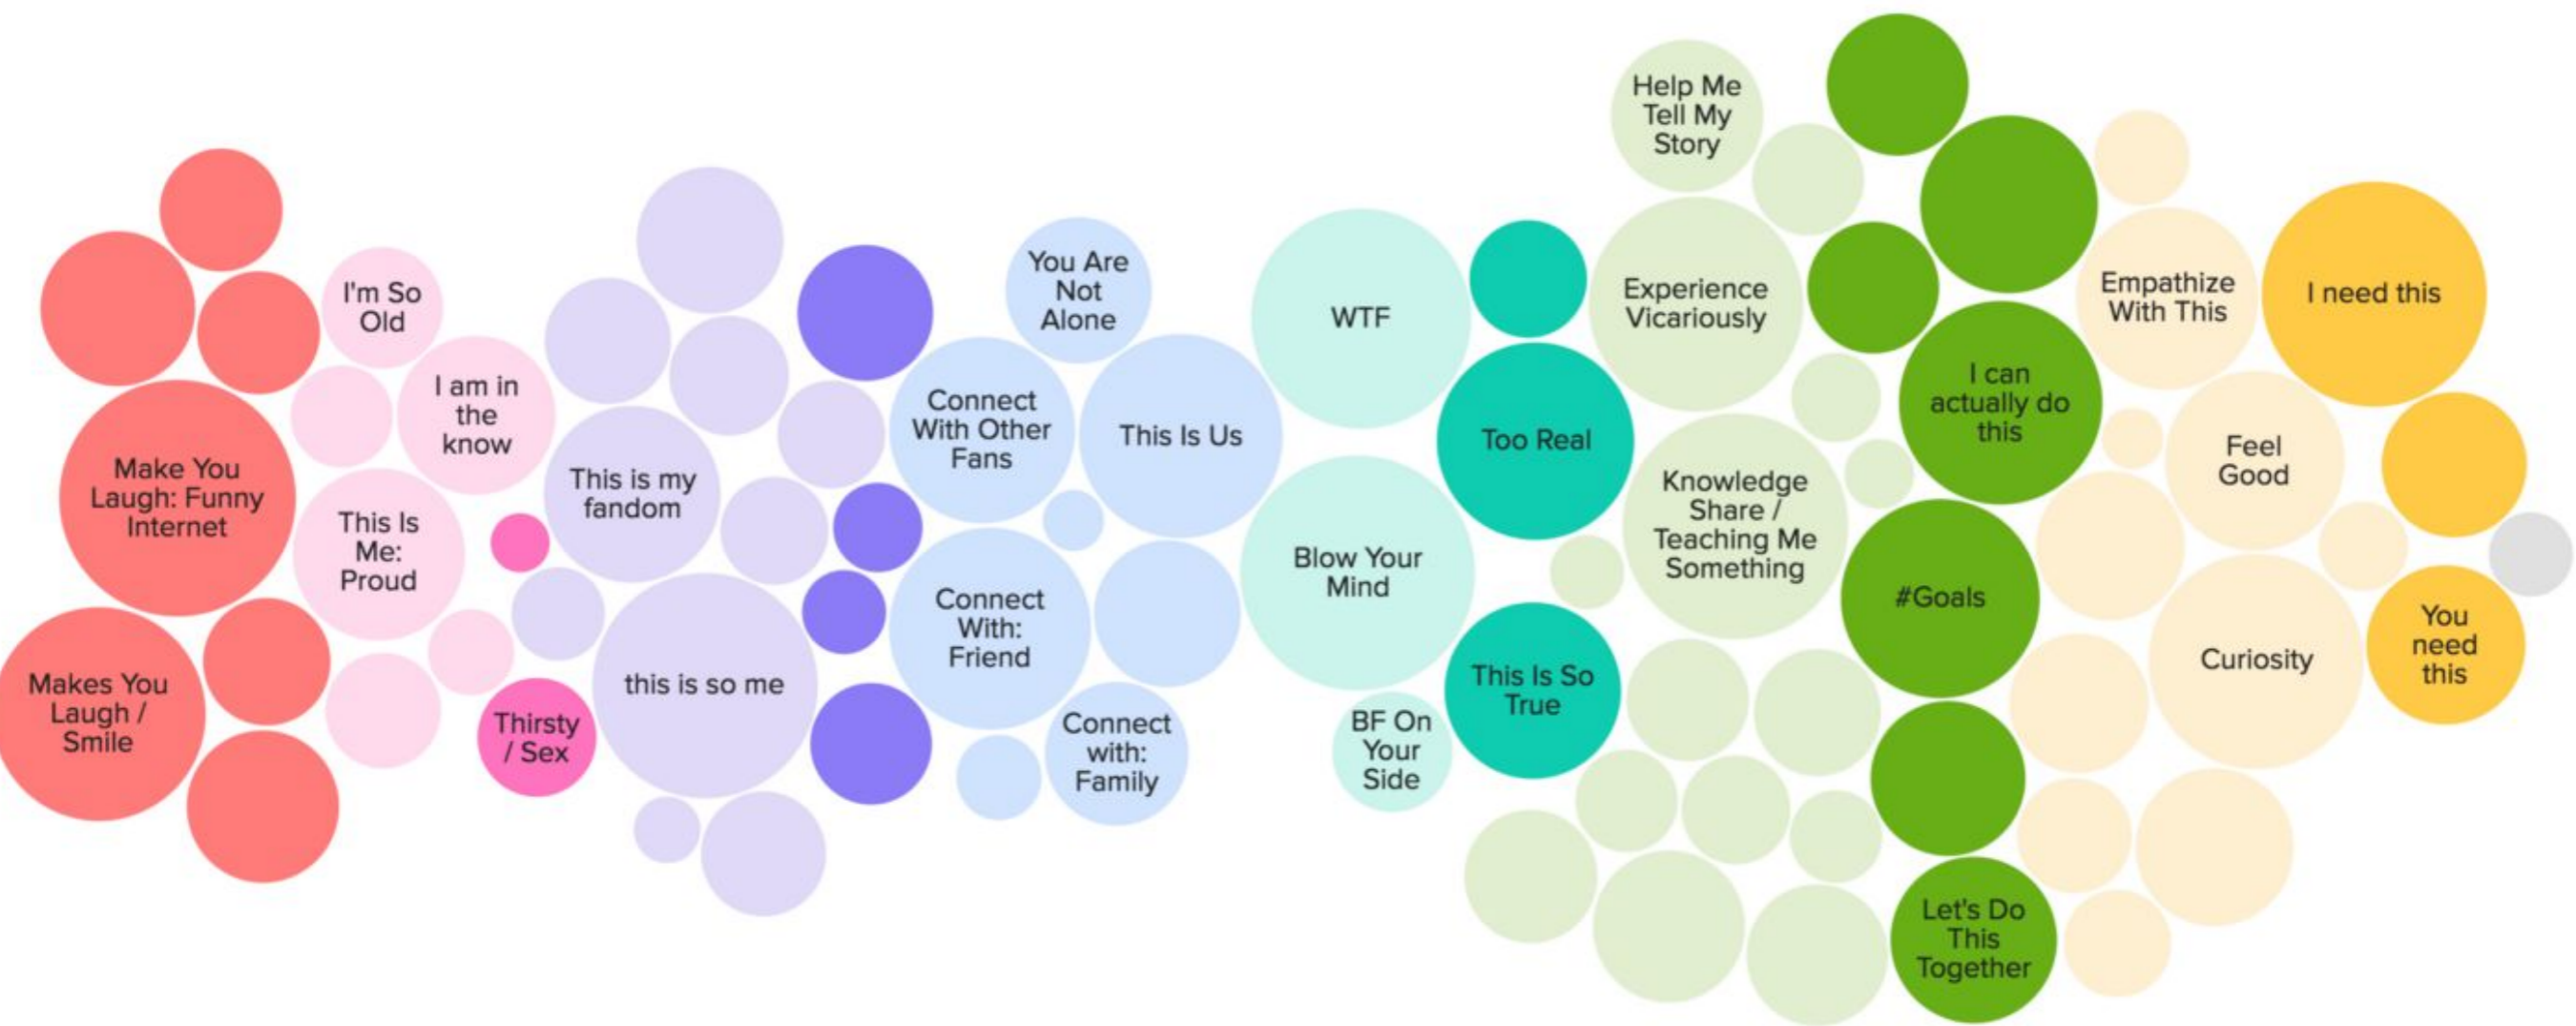 Make You
Laugh: Funny
Internet
Makes You
Laugh /
Smile
I'm So
Old
I am in
the
know
This Is
Me:
Proud
Thirsty
/ Sex
This is my
fandom
this is so me
You Are
Not
Alone
Connect
With Other
Fans
This Is Us
Connect
With:
Friend
Connect
with:
Family
WTF
Blow Your
Mind
BF On
Your
Side
Too Real
This Is So
True
Help Me
Tell My
Story
Experience
Vicariously
Knowledge
Share /
Teaching Me
Something
I can
actually do
this
#Goals
Let's Do
This
Together
Empathize
With This
Feel
Good
Curiosity
I need this
You
need
this